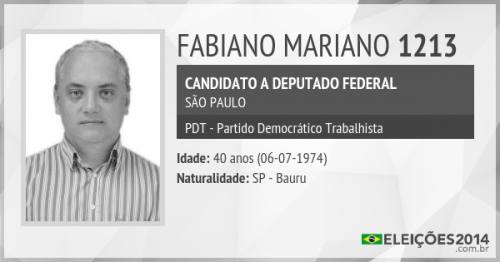 FABIANO MARIANO 1213
CANDIDATO A DEPUTADO FEDERAL
SÃO PAULO
PDT - Partido Democrático Trabalhista
Idade: 40 anos (06-07-1974)
Naturalidade: SP - Bauru
ELEIÇÕES2014
.com.br